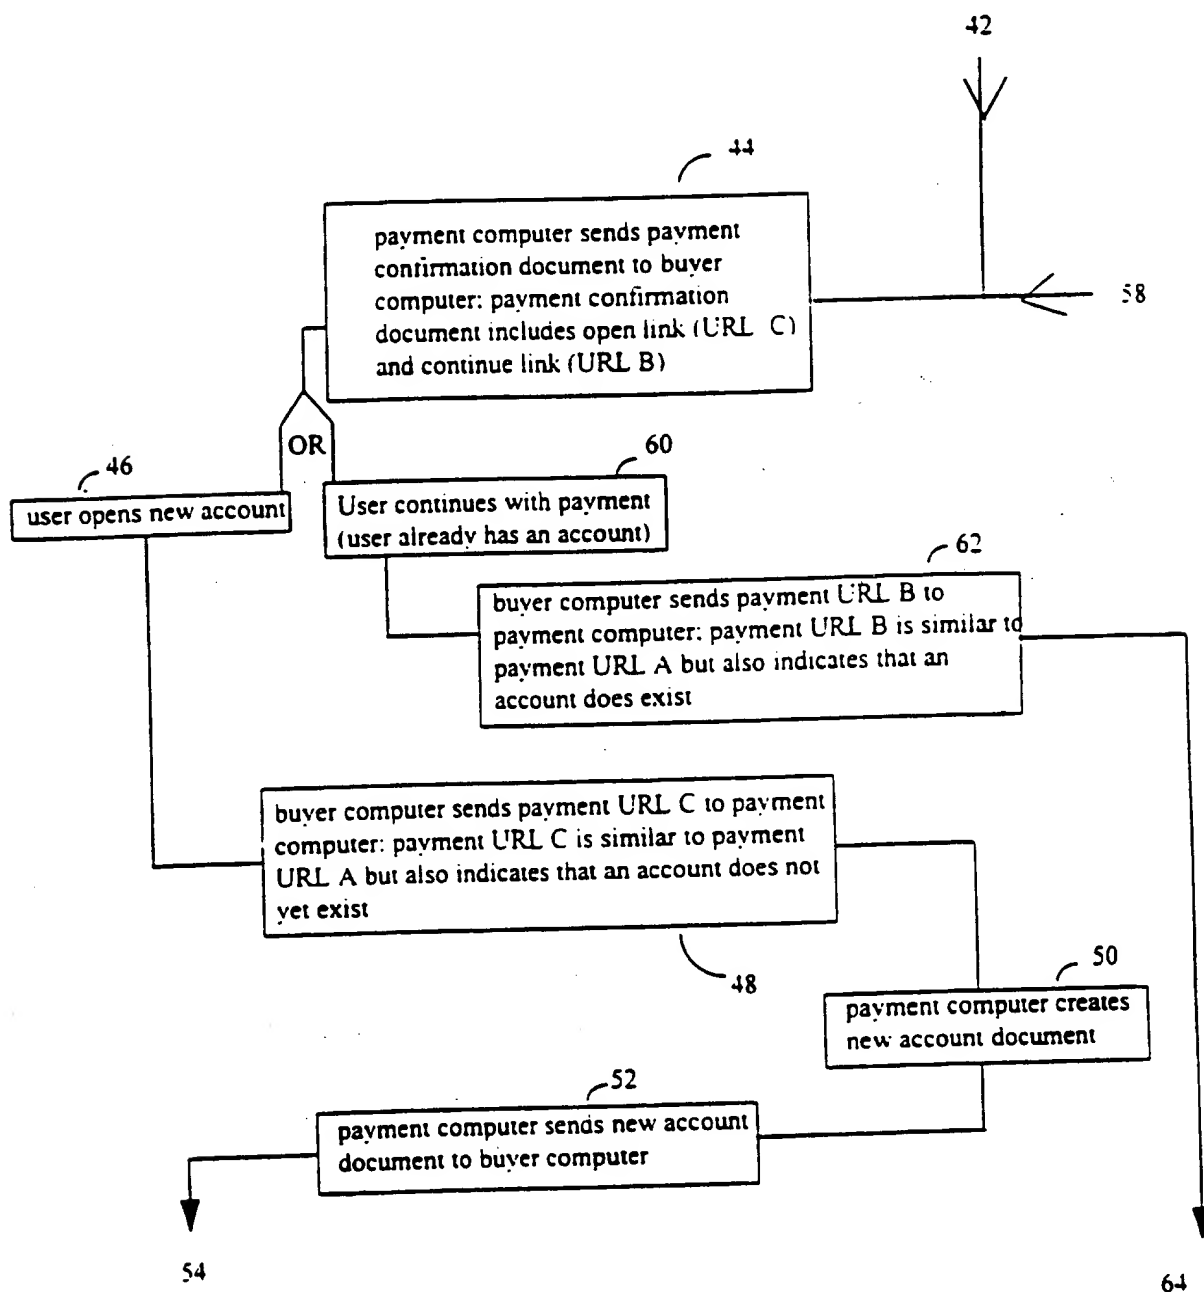 42
44
payment computer sends payment
confirmation document to buyer
computer: payment confirmation
document includes open link (URL C)
and continue link (URL B)
58
OR
46
user opens new account
60
User continues with payment
(user already has an account)
62
buyer computer sends payment URL B to
payment computer: payment URL B is similar to
payment URL A but also indicates that an
account does exist
buyer computer sends payment URL C to payment
computer: payment URL C is similar to payment
URL A but also indicates that an account does not
yet exist
48
50
payment computer creates
new account document
52
payment computer sends new account
document to buyer computer
54
64